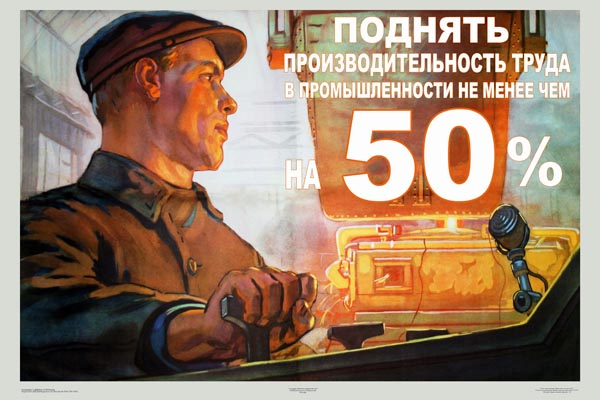 ПОДНЯТЬ
ПРОИЗВОДИТЕЛЬНОСТЬ ТРУДА
В ПРОМЫШЛЕННОСТИ НЕ МЕНЕЕ ЧЕМ
НА 50%